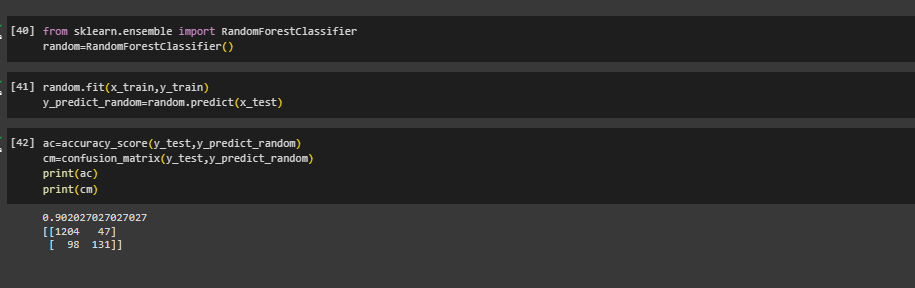 [40] from sklearn.ensemble import RandomForestClassifier
random=RandomForestClassifier()
[41] random.fit(x_train,y_train)
y_predict_random=random.predict(x_test)
[42] ac=accuracy_score(y_test,y_predict_random)
cm=confusion_matrix(y_test,y_predict_random)
print(ac)
print(cm)
0.902027027027027
[[1204   47]
 [  98  131]]